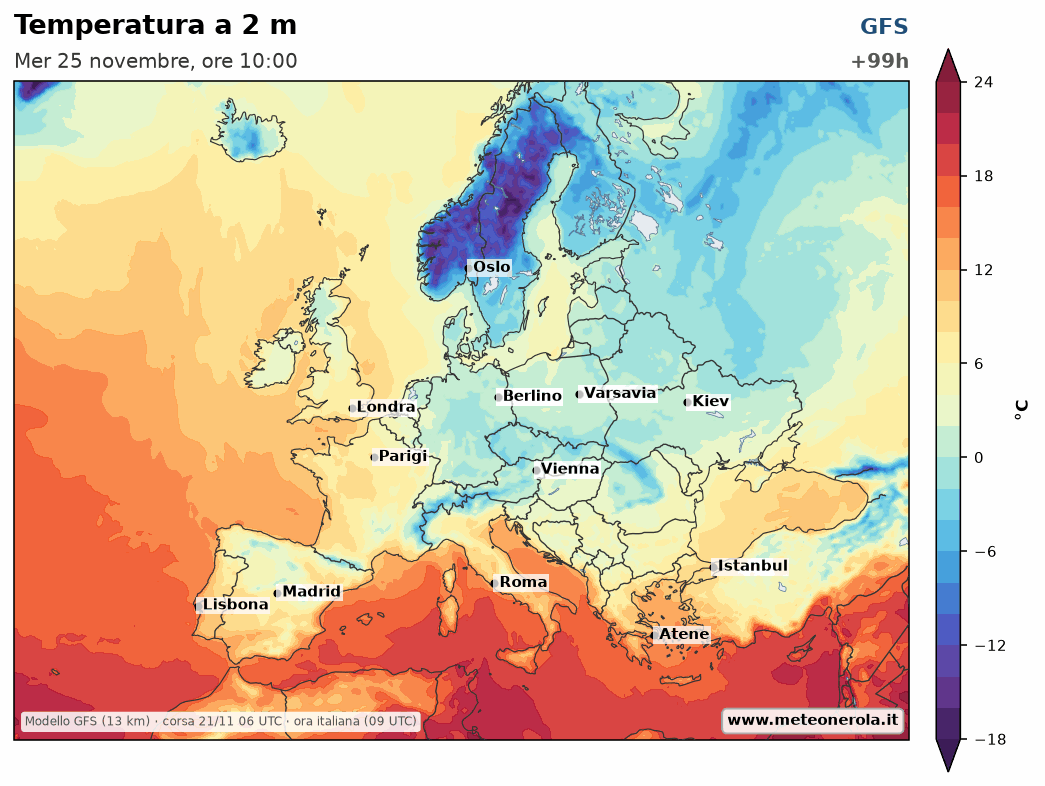 Temperatura a 2 m
GFS
Mer 25 novembre, ore 10:00
+99h
24
18
12
6
0
−6
−12
−18
°C
Oslo
Berlino
Varsavia
Kiev
Londra
Parigi
Vienna
Istanbul
Roma
Madrid
Lisbona
Atene
Modello GFS (13 km) · corsa 21/11 06 UTC · ora italiana (09 UTC)
www.meteonerola.it